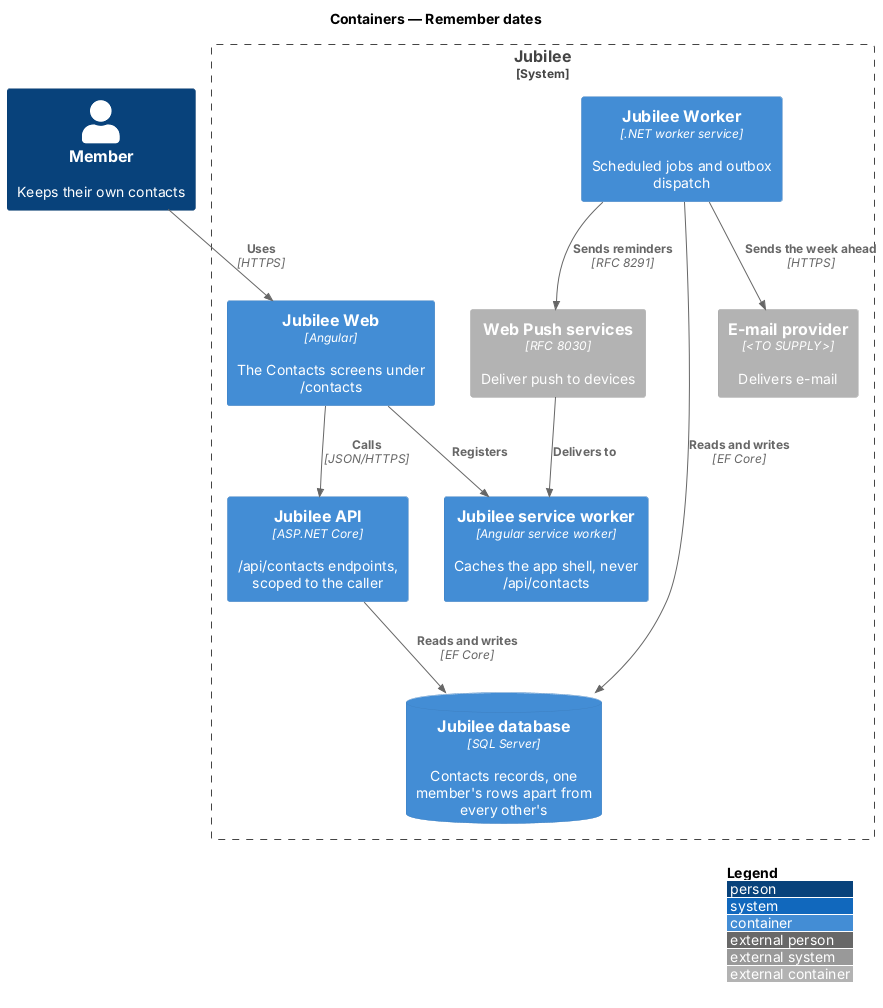 Containers — Remember dates
Jubilee
[System]
Jubilee Worker
[.NET worker service]
Scheduled jobs and outbox
dispatch
Member
Keeps their own contacts
Uses
[HTTPS]
Sends reminders
[RFC 8291]
Sends the week ahead
[HTTPS]
Jubilee Web
[Angular]
The Contacts screens under
/contacts
Web Push services
[RFC 8030]
Deliver push to devices
E-mail provider
[<TO SUPPLY>]
Delivers e-mail
Calls
[JSON/HTTPS]
Registers
Delivers to
Reads and writes
[EF Core]
Jubilee API
[ASP.NET Core]
/api/contacts endpoints,
scoped to the caller
Jubilee service worker
[Angular service worker]
Caches the app shell, never
/api/contacts
Reads and writes
[EF Core]
Jubilee database
[SQL Server]
Contacts records, one
member's rows apart from
every other's
Legend
person
system
container
external person
external system
external container